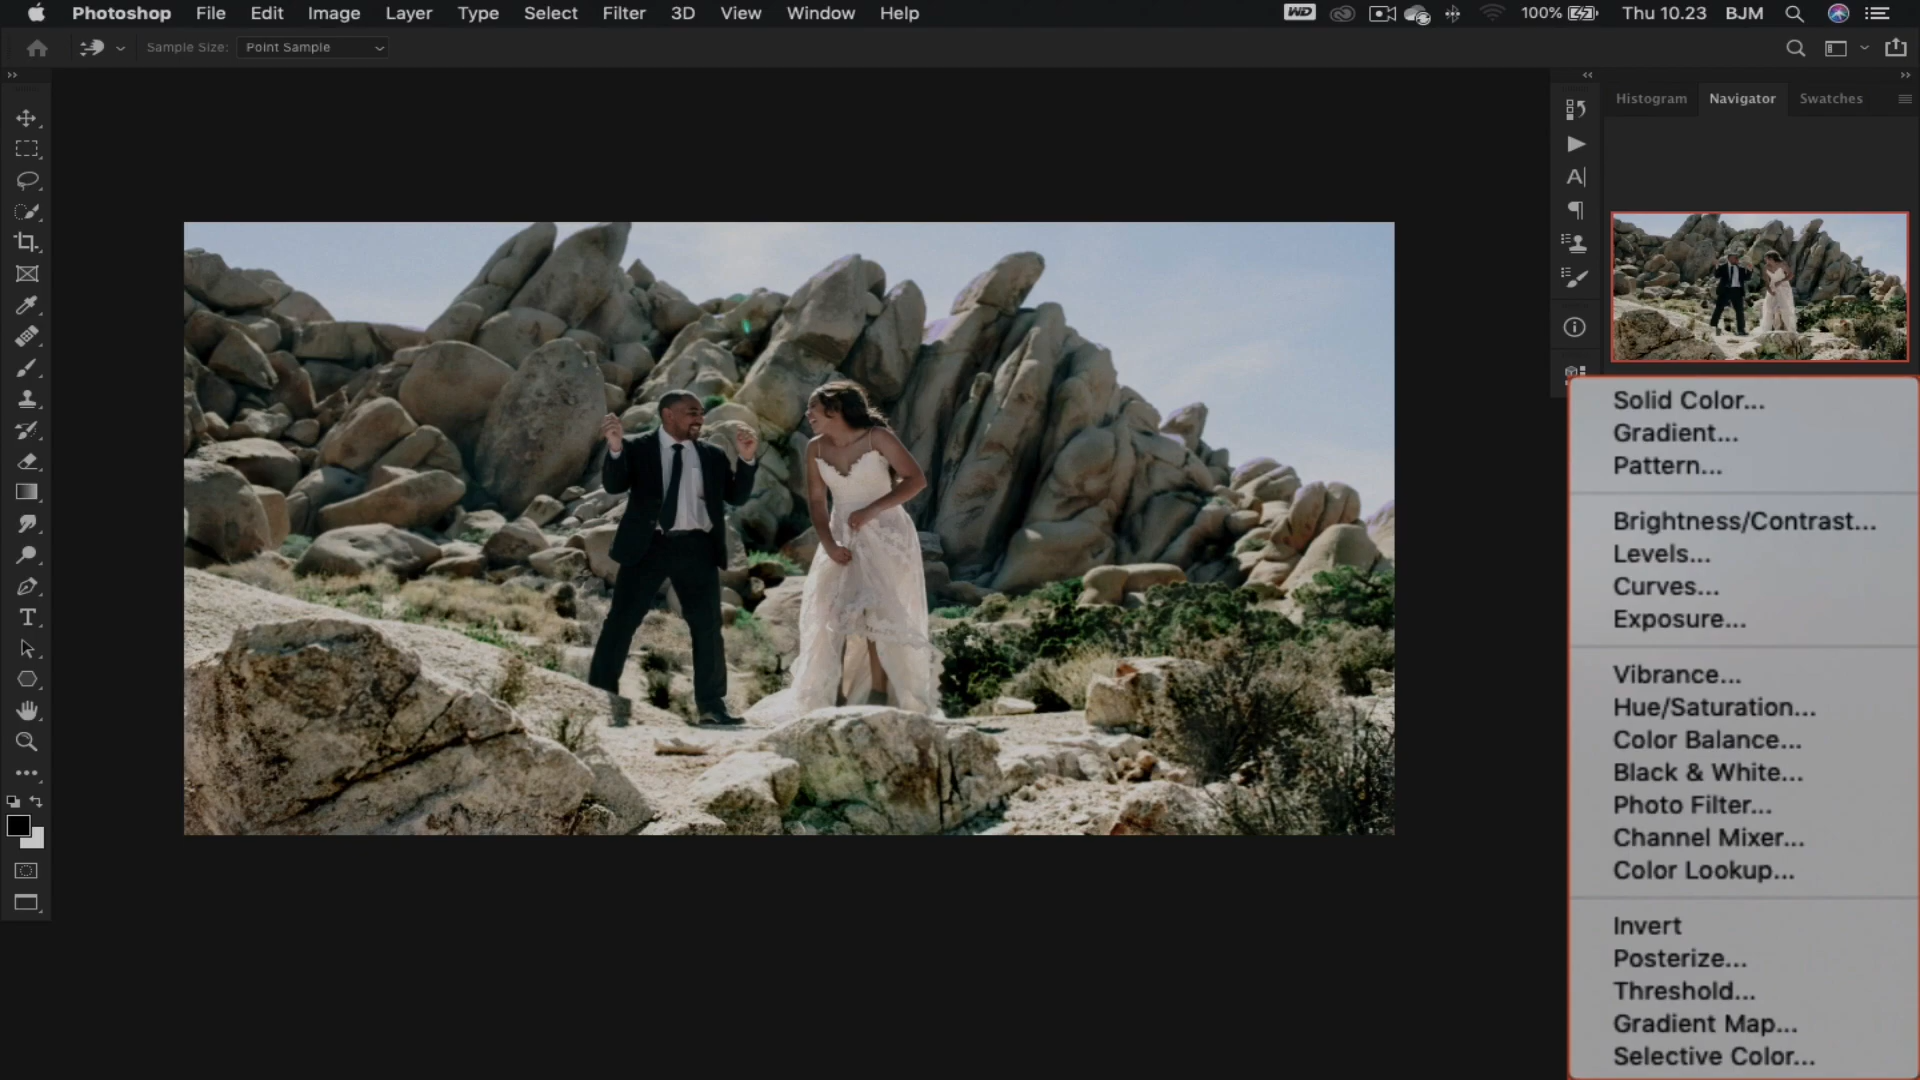 Photoshop File Edit Image Layer Type Select Filter 3D View Window Help WD 100% Thu 10.23 BJM
Sample Size: Point Sample
Histogram Navigator Swatches
Solid Color...
Gradient...
Pattern...
Brightness/Contrast...
Levels...
Curves...
Exposure...
Vibrance...
Hue/Saturation...
Color Balance...
Black & White...
Photo Filter...
Channel Mixer...
Color Lookup...
Invert
Posterize...
Threshold...
Gradient Map...
Selective Color...